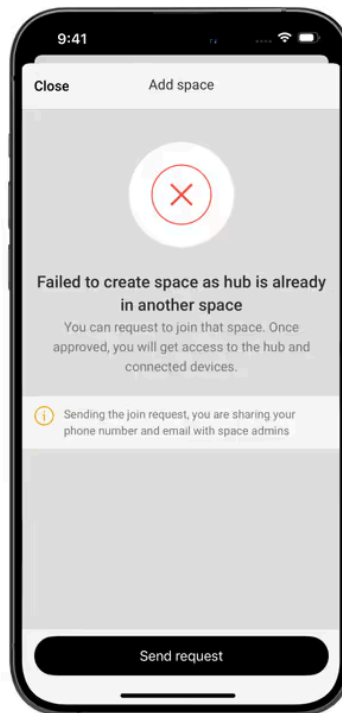 9:41
Close
Add space
Failed to create space as hub is already
in another space
You can request to join that space. Once
approved, you will get access to the hub and
connected devices.
Sending the join request, you are sharing your
phone number and email with space admins
Send request